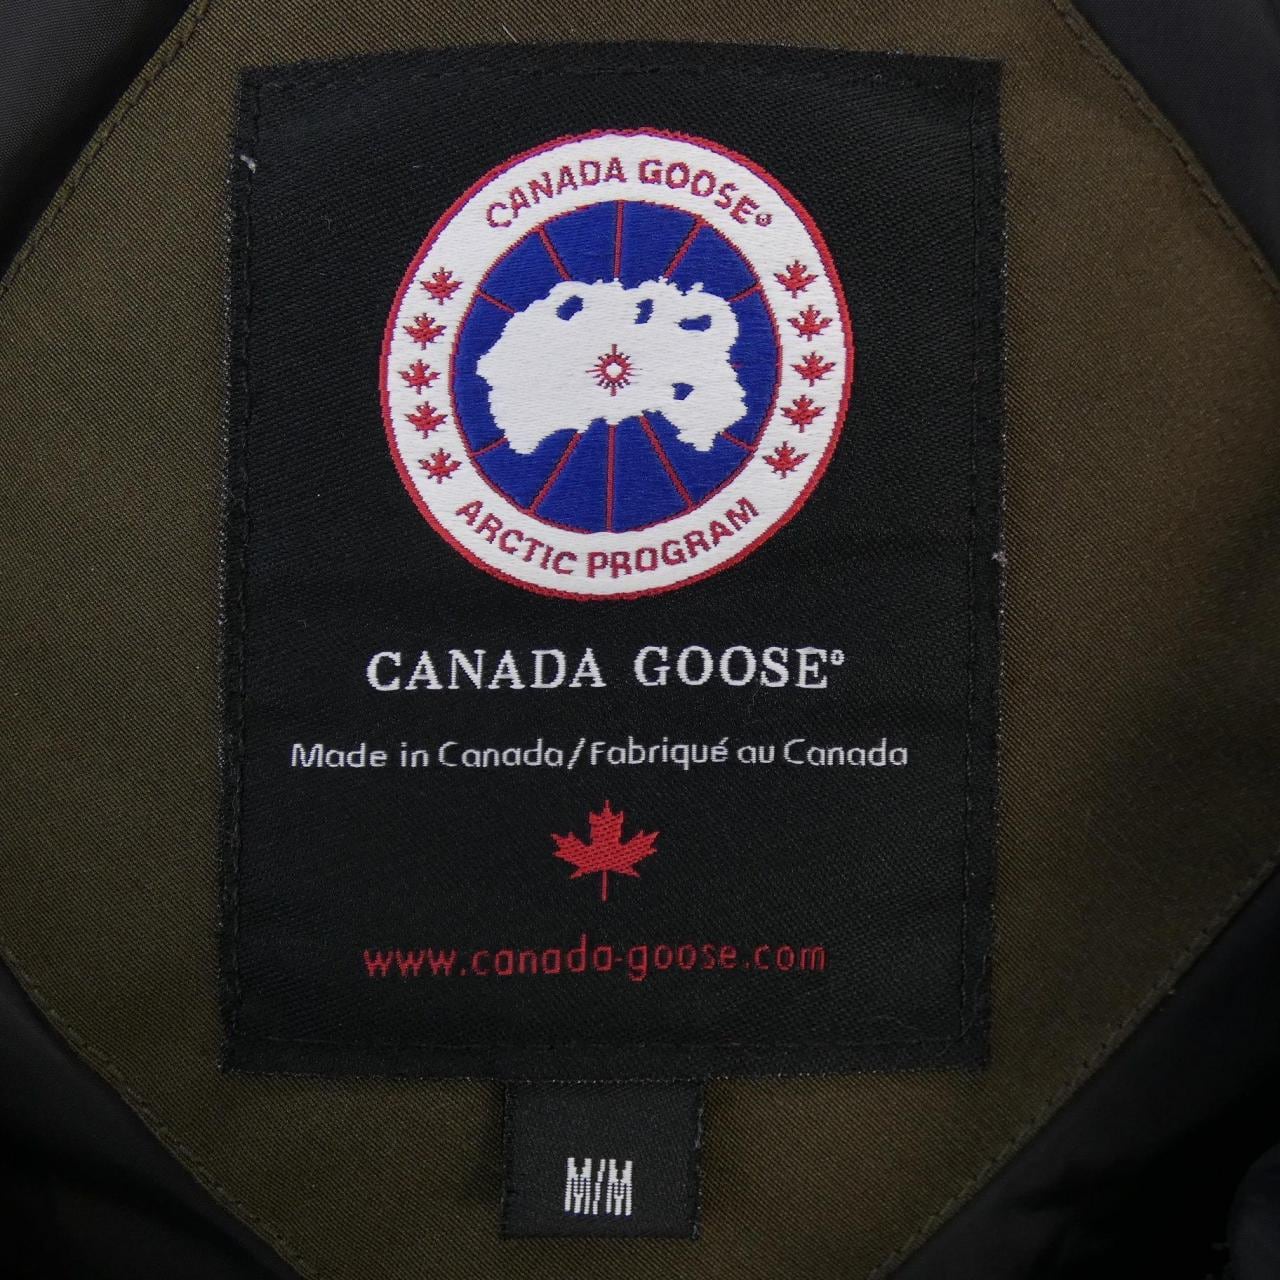 CANADA GOOSE®
ARCTIC PROGRAM
CANADA GOOSE®
Made in Canada/Fabriqué au Canada
www.canada-goose.com
M/M